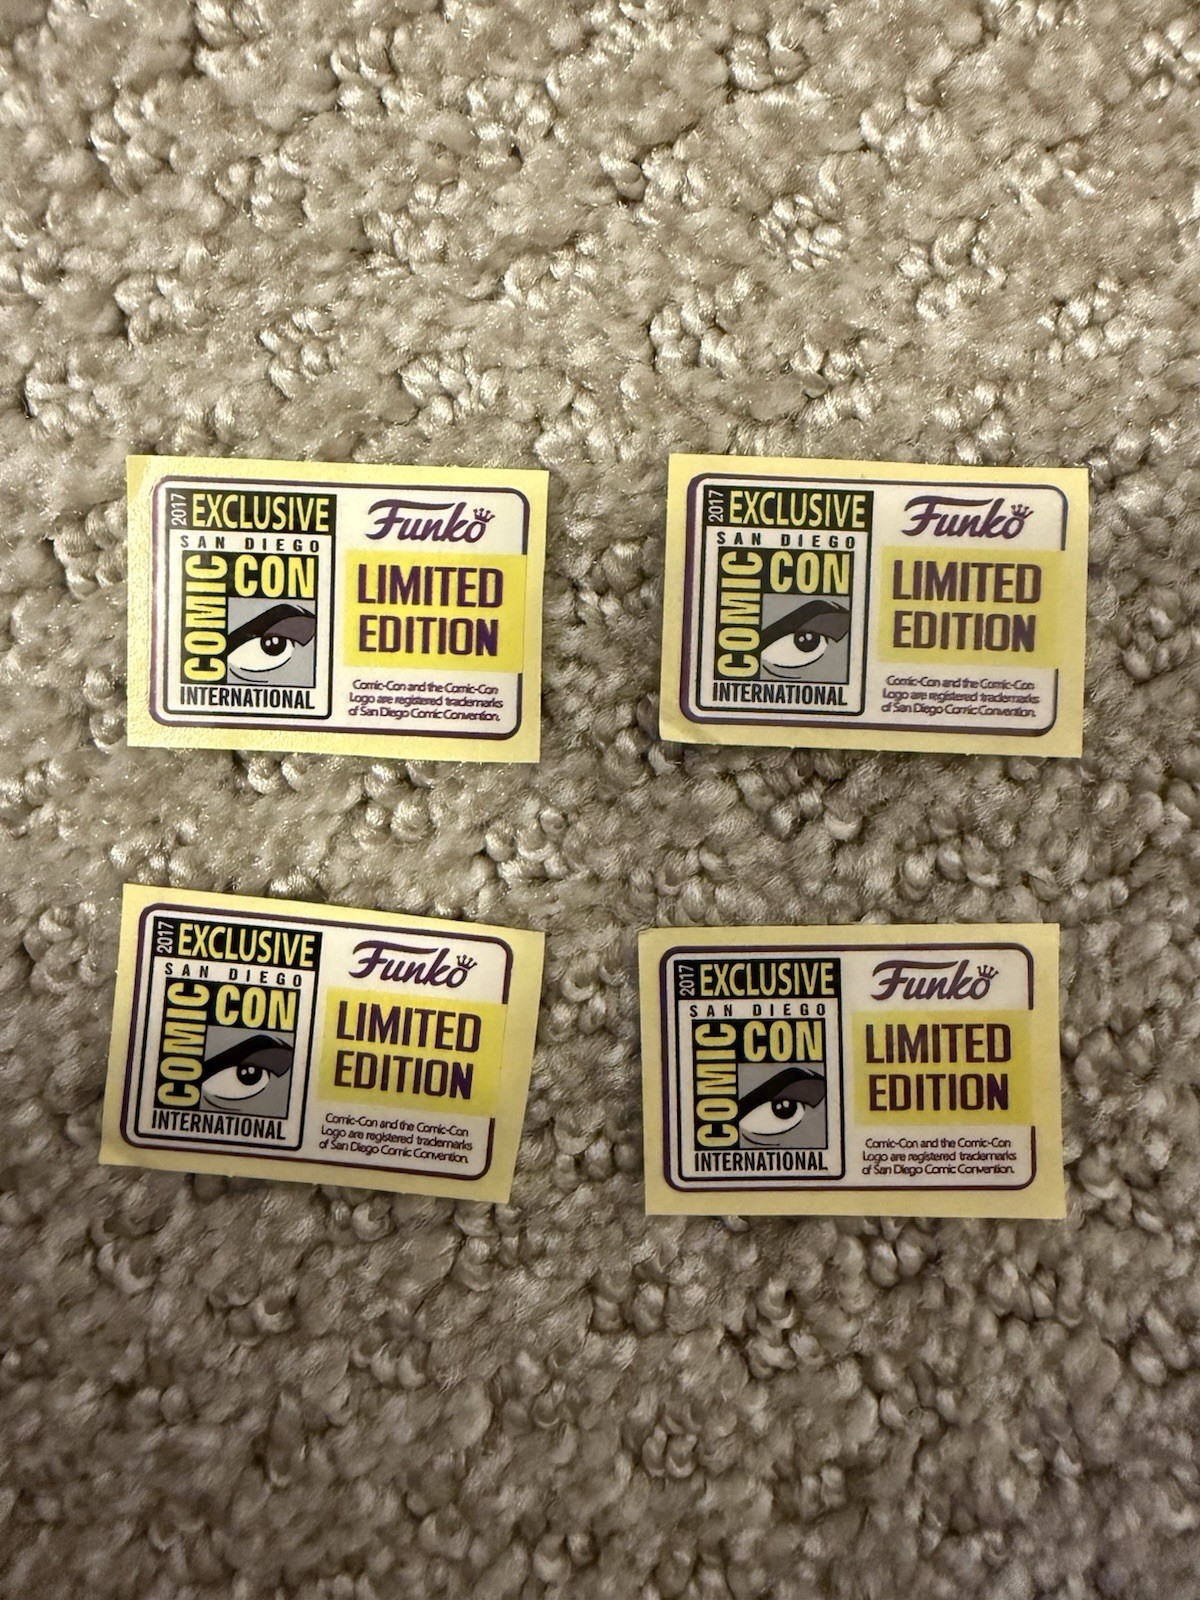 2017 EXCLUSIVE
SAN DIEGO
COMIC CON
INTERNATIONAL
Funko
LIMITED
EDITION
Comic-Con and the Comic-Con
Logo are registered trademarks
of San Diego Comic Convention.
2017 EXCLUSIVE
SAN DIEGO
COMIC CON
INTERNATIONAL
Funko
LIMITED
EDITION
Comic-Con and the Comic-Con
Logo are registered trademarks
of San Diego Comic Convention.
2017 EXCLUSIVE
SAN DIEGO
COMIC CON
INTERNATIONAL
Funko
LIMITED
EDITION
Comic-Con and the Comic-Con
Logo are registered trademarks
of San Diego Comic Convention.
2017 EXCLUSIVE
SAN DIEGO
COMIC CON
INTERNATIONAL
Funko
LIMITED
EDITION
Comic-Con and the Comic-Con
Logo are registered trademarks
of San Diego Comic Convention.